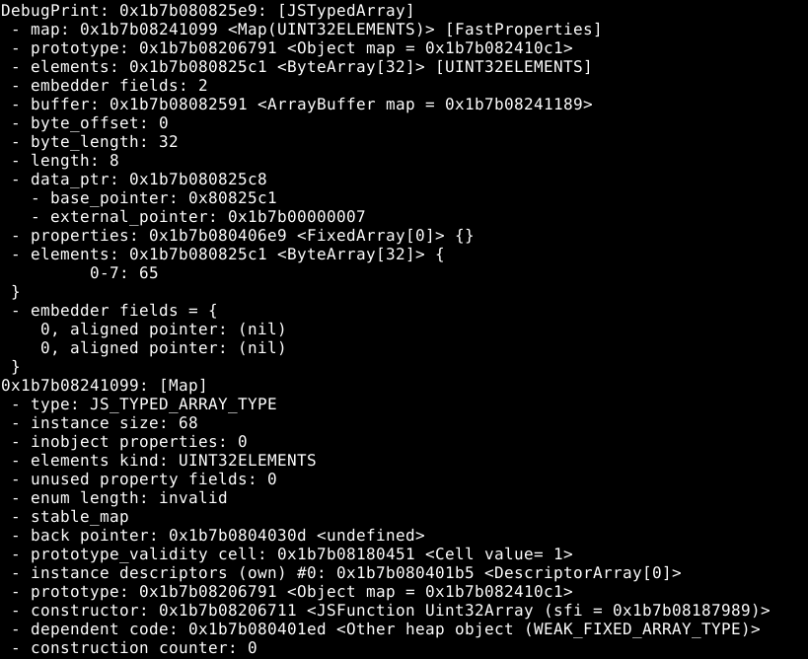 DebugPrint: 0x1b7b080825e9: [JSTypedArray]
- map: 0x1b7b08241099 <Map(UINT32ELEMENTS)> [FastProperties]
- prototype: 0x1b7b08206791 <Object map = 0x1b7b082410c1>
- elements: 0x1b7b080825c1 <ByteArray[32]> [UINT32ELEMENTS]
- embedder fields: 2
- buffer: 0x1b7b08082591 <ArrayBuffer map = 0x1b7b08241189>
- byte_offset: 0
- byte_length: 32
- length: 8
- data_ptr: 0x1b7b080825c8
- base_pointer: 0x80825c1
- external_pointer: 0x1b7b00000007
- properties: 0x1b7b080406e9 <FixedArray[0]> {}
- elements: 0x1b7b080825c1 <ByteArray[32]> {
0-7: 65
}
- embedder fields = {
0, aligned pointer: (nil)
0, aligned pointer: (nil)
}
0x1b7b08241099: [Map]
- type: JS_TYPED_ARRAY_TYPE
- instance size: 68
- inobject properties: 0
- elements kind: UINT32ELEMENTS
- unused property fields: 0
- enum length: invalid
- stable_map
- back pointer: 0x1b7b0804030d <undefined>
- prototype_validity cell: 0x1b7b08180451 <Cell value= 1>
- instance descriptors (own) #0: 0x1b7b080401b5 <DescriptorArray[0]>
- prototype: 0x1b7b08206791 <Object map = 0x1b7b082410c1>
- constructor: 0x1b7b08206711 <JSFunction Uint32Array (sfi = 0x1b7b08187989)>
- dependent code: 0x1b7b080401ed <Other heap object (WEAK_FIXED_ARRAY_TYPE)>
- construction counter: 0